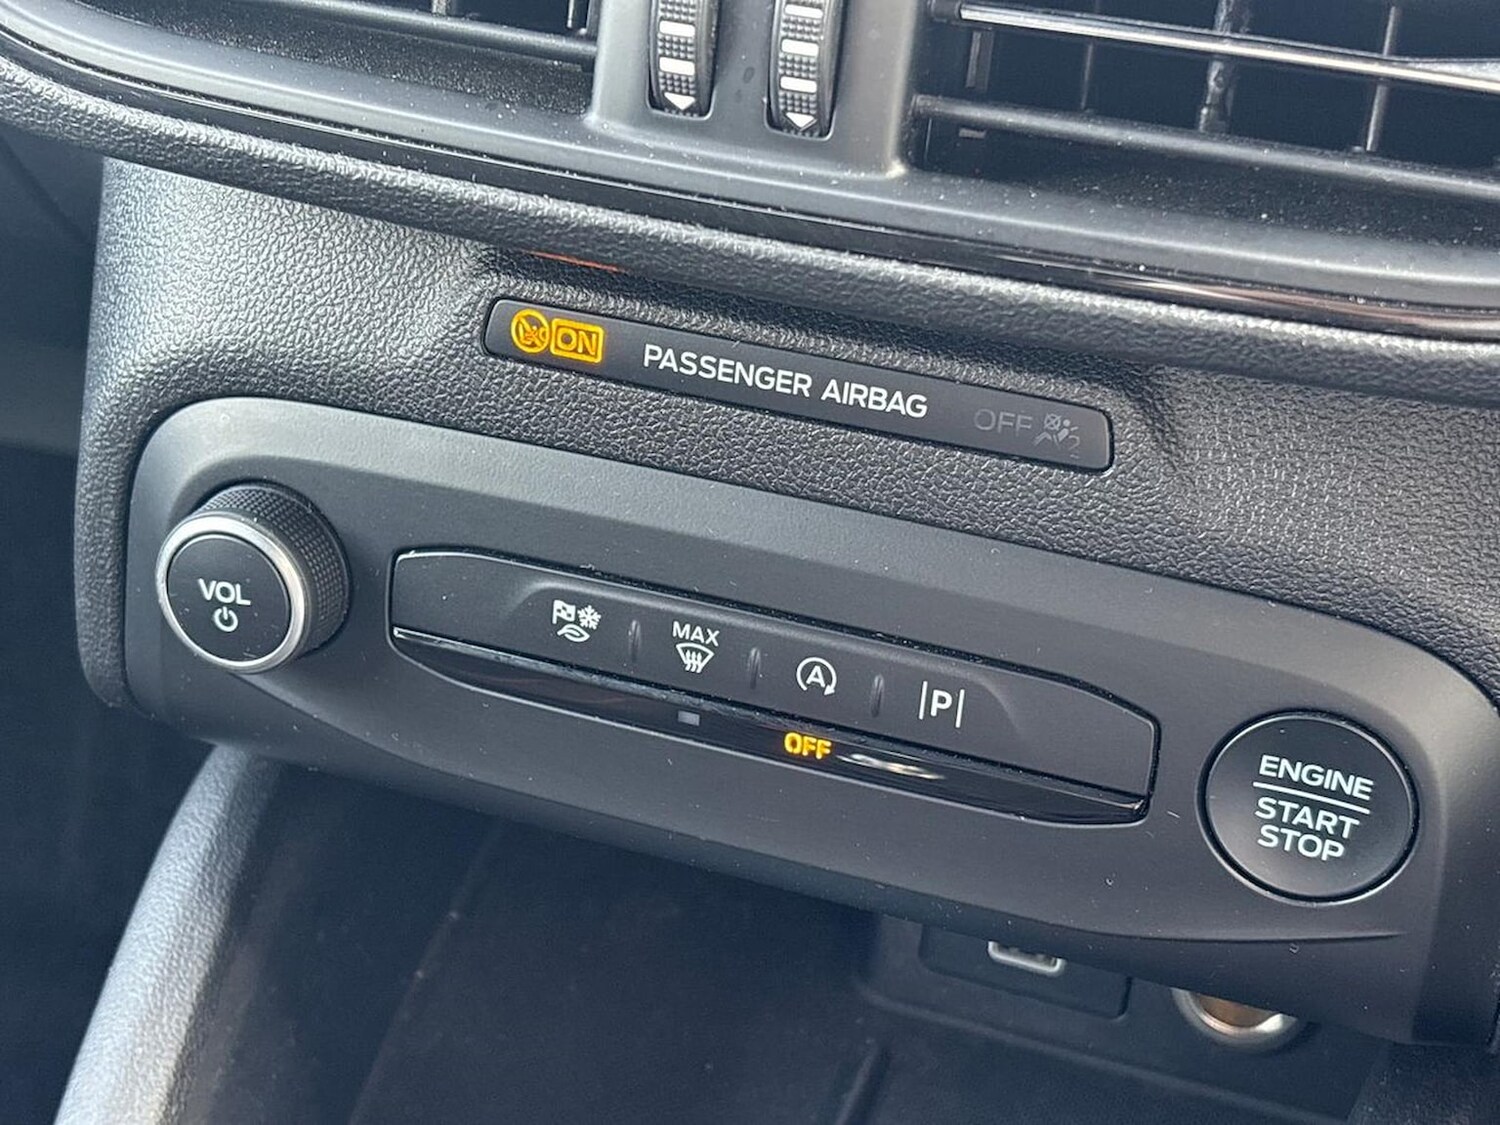 ON PASSENGER AIRBAG OFF
VOL
MAX
A
|P|
OFF
ENGINE
START
STOP